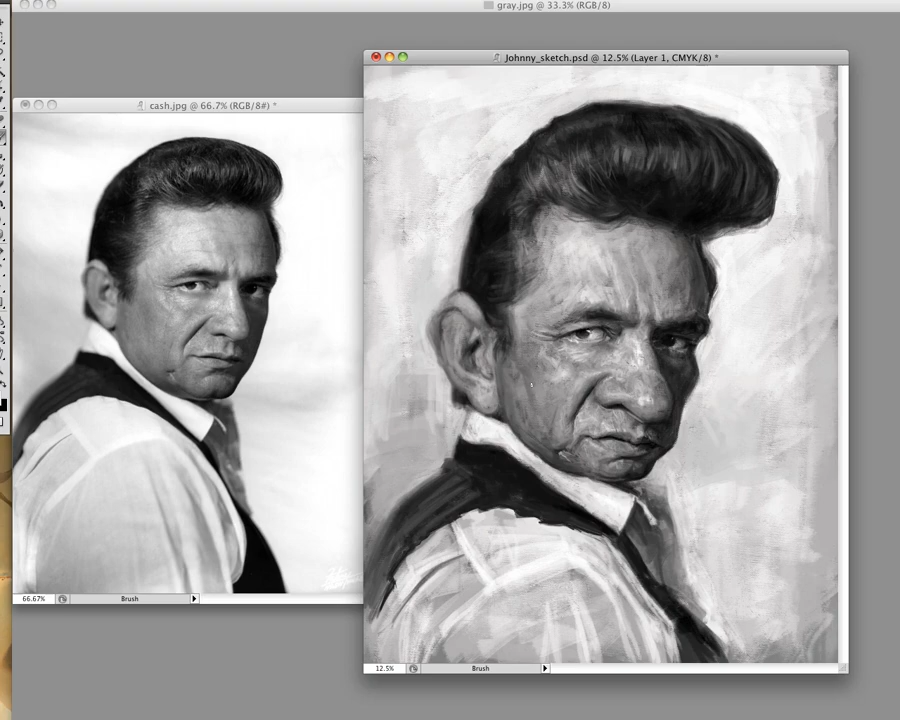 gray.jpg @ 33.3% (RGB/8)
Johnny_sketch.psd @ 12.5% (Layer 1, CMYK/8) *
cash.jpg @ 66.7% (RGB/8#) *
66.67% Brush
12.5% Brush